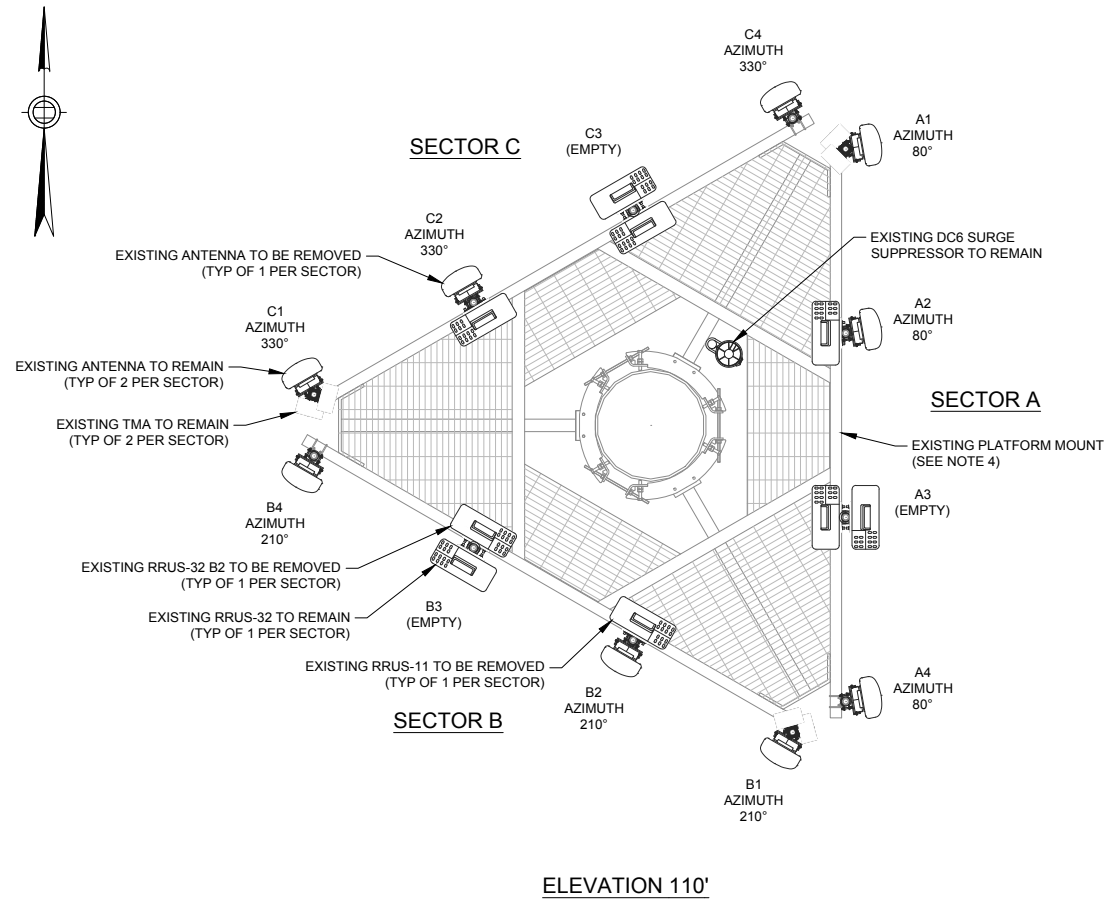 C4
AZIMUTH
330°
A1
AZIMUTH
80°
C3
(EMPTY)
SECTOR C
C2
AZIMUTH
330°
EXISTING ANTENNA TO BE REMOVED
(TYP OF 1 PER SECTOR)
EXISTING DC6 SURGE
SUPPRESSOR TO REMAIN
C1
AZIMUTH
330°
A2
AZIMUTH
80°
EXISTING ANTENNA TO REMAIN
(TYP OF 2 PER SECTOR)
SECTOR A
EXISTING TMA TO REMAIN
(TYP OF 2 PER SECTOR)
EXISTING PLATFORM MOUNT
(SEE NOTE 4)
A3
(EMPTY)
B4
AZIMUTH
210°
EXISTING RRUS-32 B2 TO BE REMOVED
(TYP OF 1 PER SECTOR)
EXISTING RRUS-32 TO REMAIN
(TYP OF 1 PER SECTOR)
B3
(EMPTY)
EXISTING RRUS-11 TO BE REMOVED
(TYP OF 1 PER SECTOR)
A4
AZIMUTH
80°
B2
AZIMUTH
210°
SECTOR B
B1
AZIMUTH
210°
ELEVATION 110'